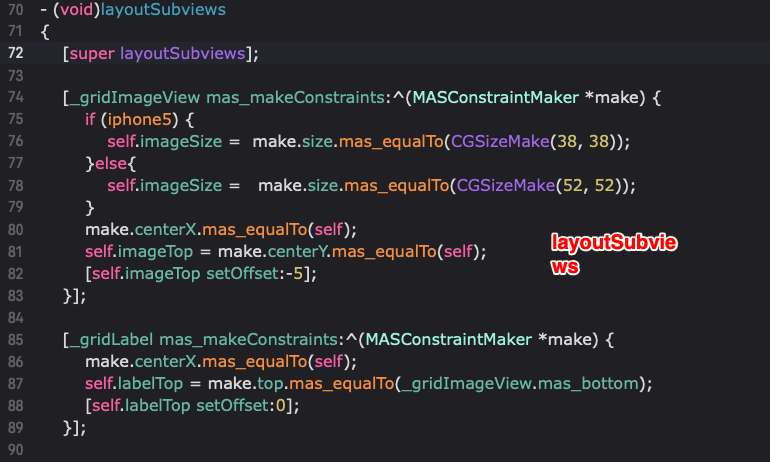 70 - (void)layoutSubviews
71 {
72 [super layoutSubviews];
73
74 [_gridImageView mas_makeConstraints:^(MASConstraintMaker *make) {
75 if (iphone5) {
76 self.imageSize =  make.size.mas_equalTo(CGSizeMake(38, 38));
77 }else{
78 self.imageSize =   make.size.mas_equalTo(CGSizeMake(52, 52));
79 }
80 make.centerX.mas_equalTo(self);
81 self.imageTop = make.centerY.mas_equalTo(self);
82 [self.imageTop setOffset:-5];
83 }];
84
85 [_gridLabel mas_makeConstraints:^(MASConstraintMaker *make) {
86 make.centerX.mas_equalTo(self);
87 self.labelTop = make.top.mas_equalTo(_gridImageView.mas_bottom);
88 [self.labelTop setOffset:0];
89 }];
90
layoutSubvie
ws